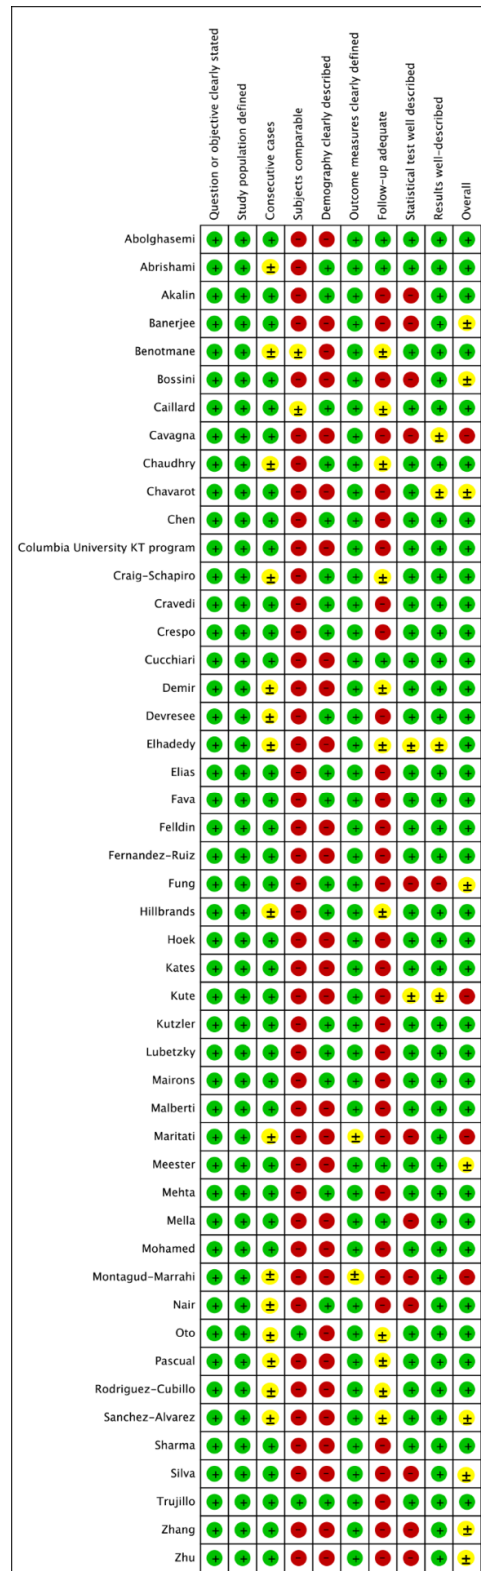 Question or objective clearly stated
Study population defined
Consecutive cases
Subjects comparable
Demography clearly described
Outcome measures clearly defined
Follow-up adequate
Statistical test well described
Results well-described
Overall
Abolghasemi + + + - - + + + + +
Abrishami + + ± - + + + + + +
Akalin + + + - + + - - + +
Banerjee + + + - - + - - + ±
Benotmane + + ± ± - + ± + + +
Bossini + + + - - + - - + ±
Caillard + + + ± + + ± + + +
Cavagna + + + - - + - - ± -
Chaudhry + + ± - + + ± + + +
Chavarot + + + - - + - + ± ±
Chen + + + - + + - + + +
Columbia University KT program + + + - - + - + + +
Craig-Schapiro + + ± - + + ± + + +
Cravedi + + + - + + - + + +
Crespo + + + - + + - + + +
Cucchiari + + + - - + + + + +
Demir + + ± - - + ± + + +
Devresee + + ± - + + - + + +
Elhadedy + + ± - - + ± ± ± +
Elias + + + - + + - + + +
Fava + + + - + + - + + +
Felldin + + + - - + - + + +
Fernandez-Ruiz + + + - - + - + + +
Fung + + + - + + - - - ±
Hillbrands + + ± - + + ± + + +
Hoek + + + - - + - + + +
Kates + + + - - + - + + +
Kute + + + - - + - ± ± -
Kutzler + + + - + + - + + +
Lubetzky + + + - + + - + + +
Mairons + + + - + + - + + +
Malberti + + + - - + - + + +
Maritati + + ± - - ± - - + -
Meester + + + - - + + + + ±
Mehta + + + - + + - + + +
Mella + + + - - + + - + +
Mohamed + + + - - + - + + +
Montagud-Marrahi + + ± - - ± - - + -
Nair + + ± - + + - - + +
Oto + + ± + - + ± + + +
Pascual + + ± - - + ± + + +
Rodriguez-Cubillo + + ± - - + ± + + +
Sanchez-Alvarez + + ± - - + ± + + ±
Sharma + + + - - + - + + +
Silva + + + - - + - - + ±
Trujillo + + + + + + - + + +
Zhang + + + - - + - - + ±
Zhu + + + - - + - - + ±